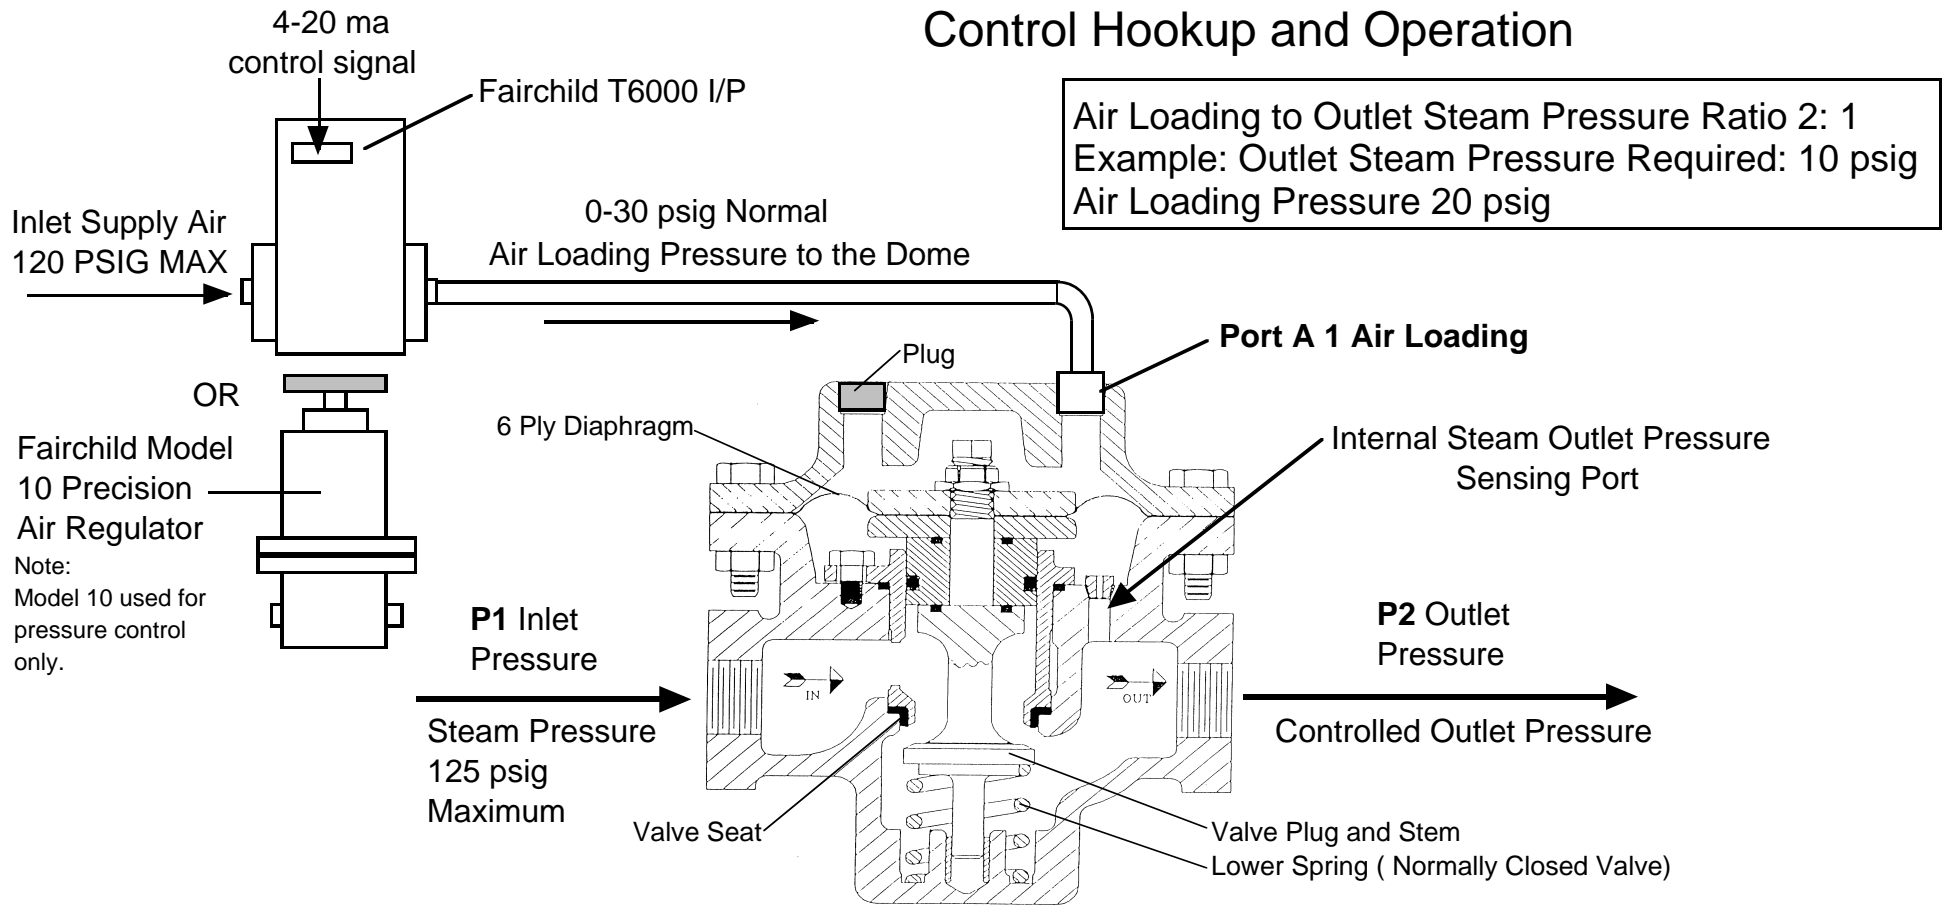 Control Hookup and Operation
4-20 ma
control signal
Fairchild T6000 I/P
Air Loading to Outlet Steam Pressure Ratio 2: 1
Example: Outlet Steam Pressure Required: 10 psig
Air Loading Pressure 20 psig
Inlet Supply Air
120 PSIG MAX
0-30 psig Normal
Air Loading Pressure to the Dome
Port A 1 Air Loading
Plug
OR
6 Ply Diaphragm
Internal Steam Outlet Pressure
Sensing Port
Fairchild Model
10 Precision
Air Regulator
Note:
Model 10 used for
pressure control
only.
P1 Inlet
Pressure
P2 Outlet
Pressure
IN
OUT
Steam Pressure
125 psig
Maximum
Controlled Outlet Pressure
Valve Seat
Valve Plug and Stem
Lower Spring ( Normally Closed Valve)